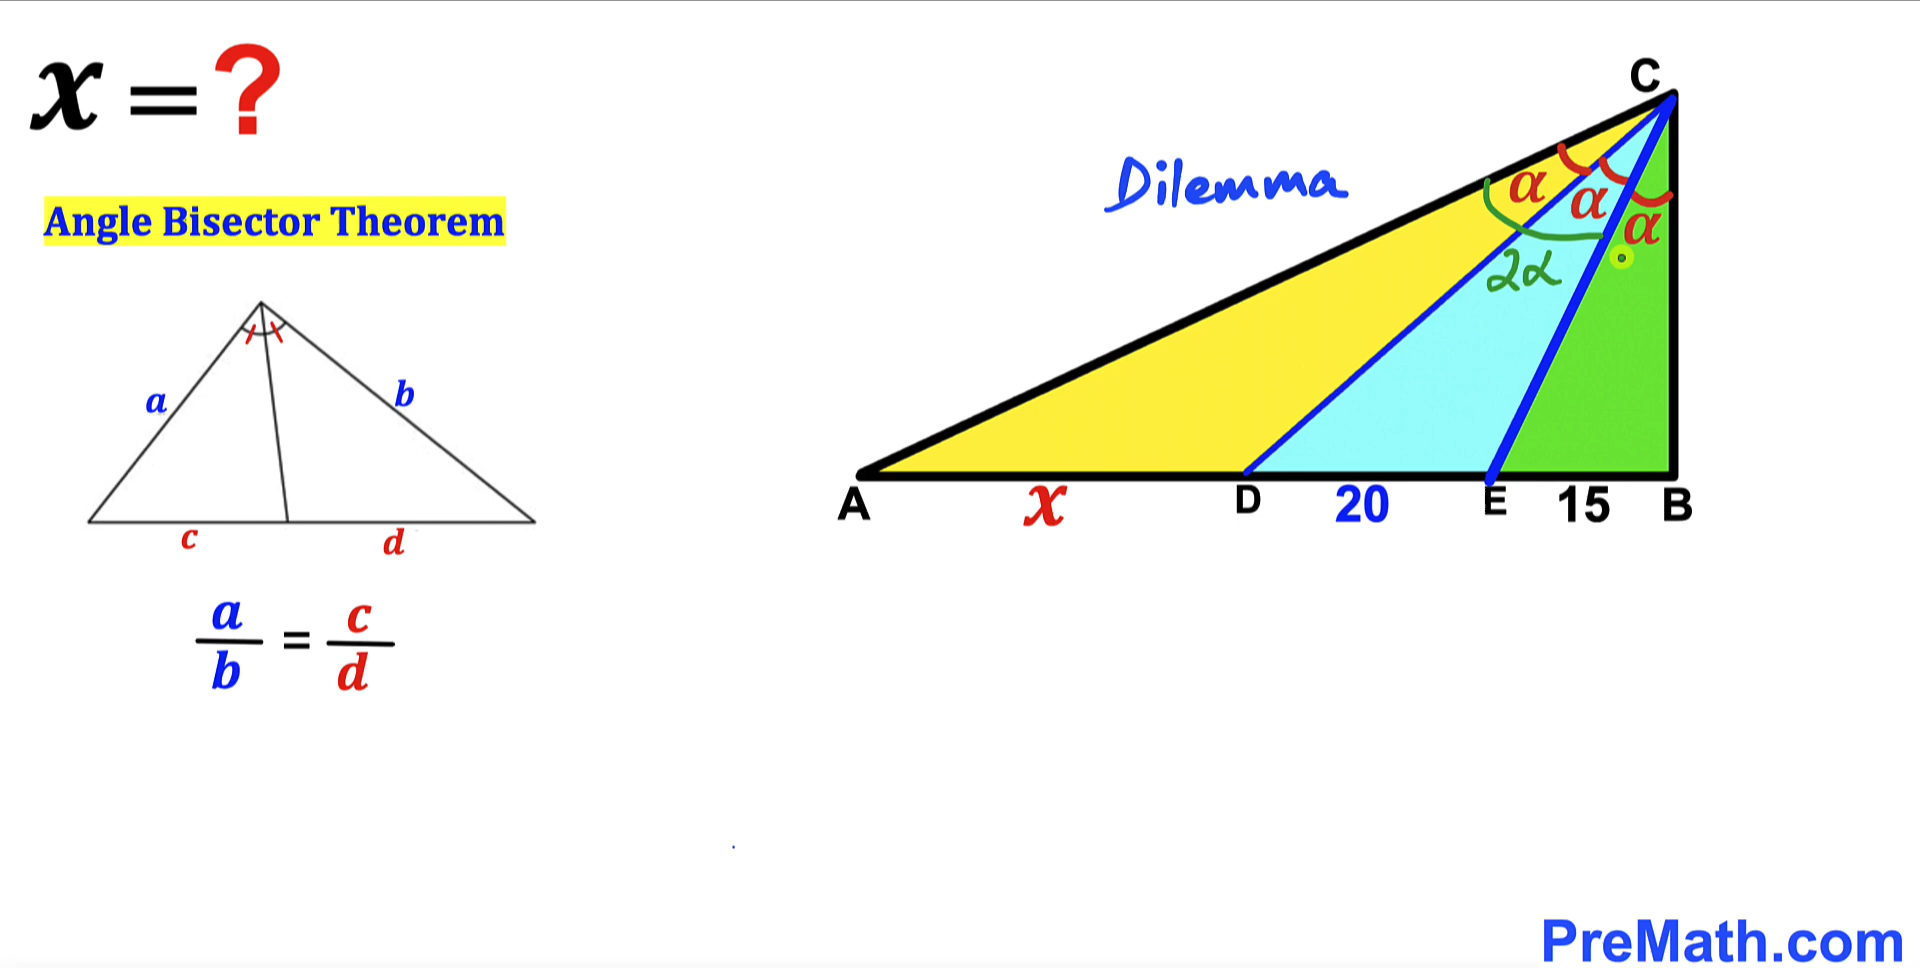 x = ?
Angle Bisector Theorem
a
b
c
d
a/b = c/d
Dilemma
C
α
α
α
2α
A
x
D
20
E
15
B
PreMath.com